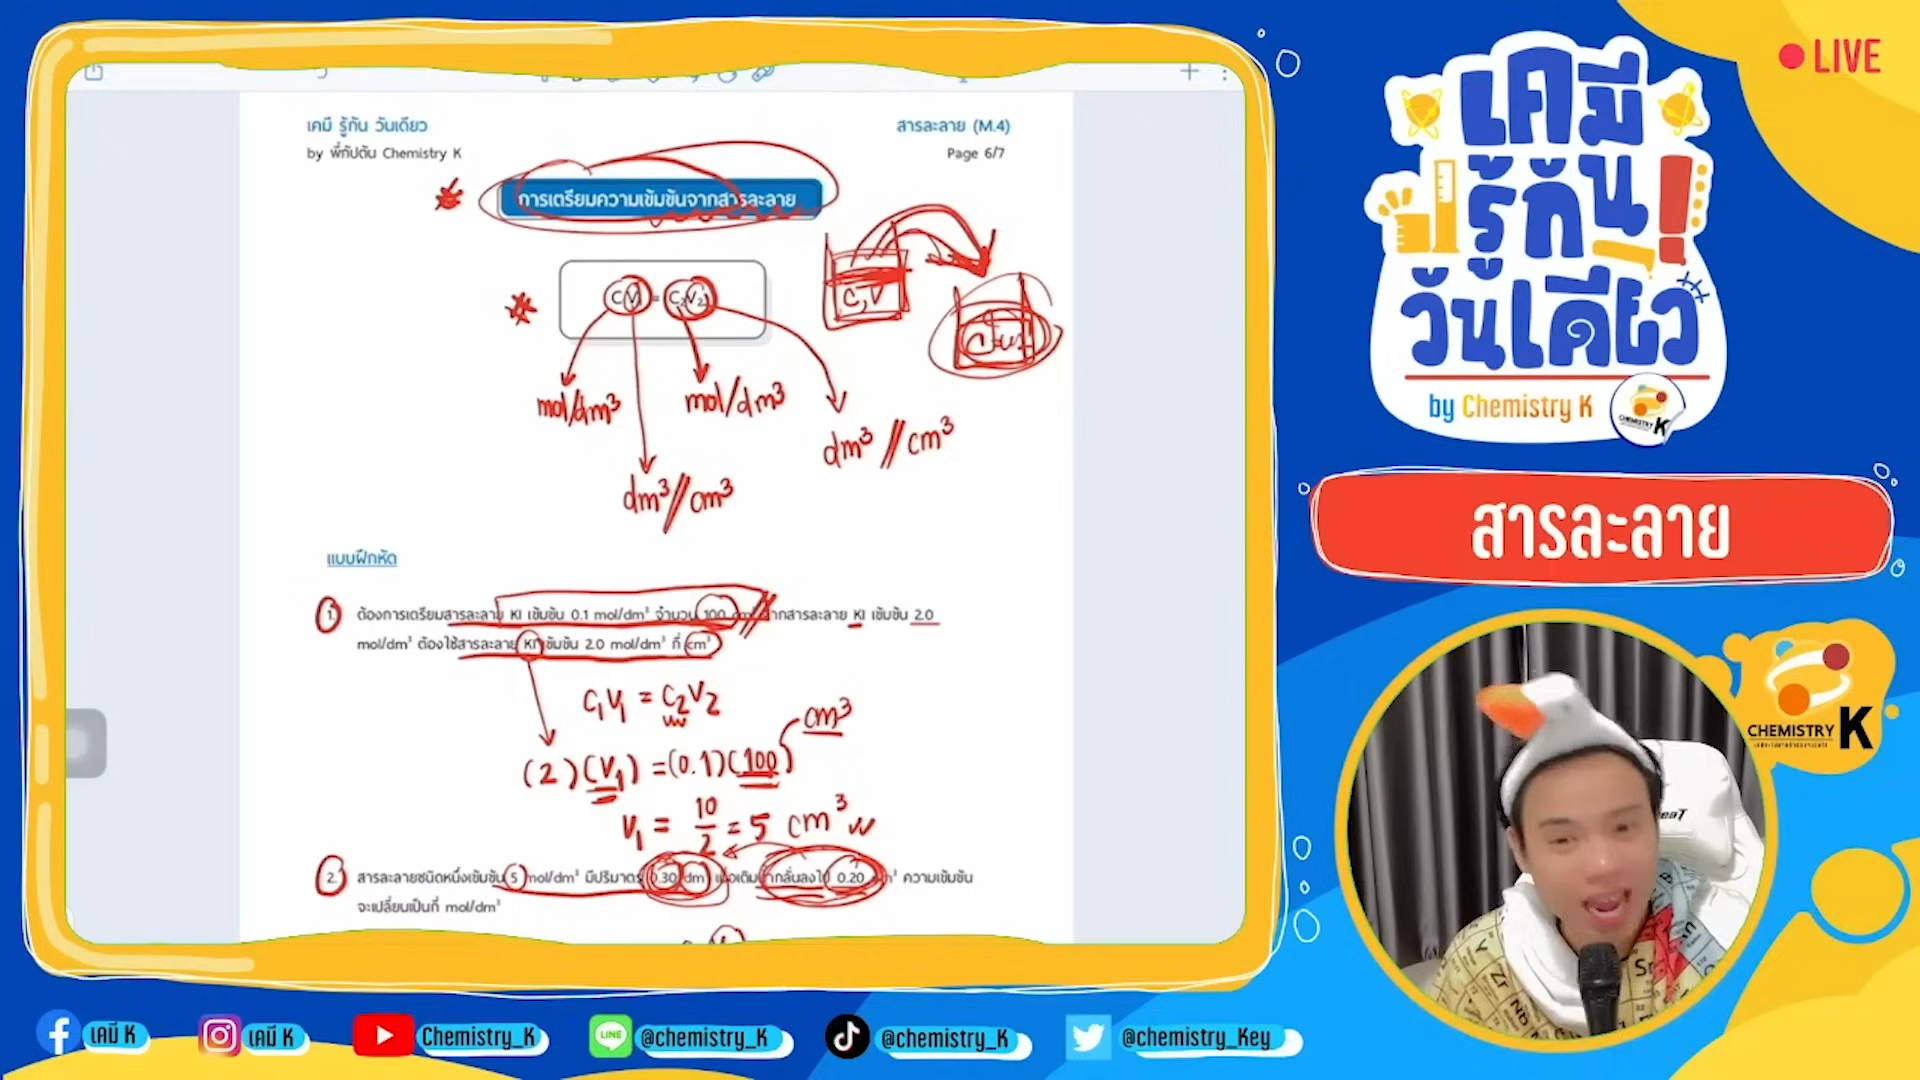 LIVE
เคมี
รู้กัน!
วันเดียว
by Chemistry K
CHEMISTRY K
สารละลาย
CHEMISTRY K
เคมี รู้กัน วันเดียว
สารละลาย (M.4)
by พี่กัปตัน Chemistry K
Page 6/7
การเตรียมความเข้มข้นจากสารละลาย
C₁V₁ = C₂V₂
C₁V₁
mol/dm³
mol/dm³
dm³ // cm³
dm³ // cm³
แบบฝึกหัด
1. ต้องการเตรียมสารละลาย KI เข้มข้น 0.1 mol/dm³ จำนวน 100 cm³ จากสารละลาย KI เข้มข้น 2.0
mol/dm³ ต้องใช้สารละลาย KI เข้มข้น 2.0 mol/dm³ กี่ cm³
C₁V₁ = C₂V₂
cm³
(2)(V₁) = (0.1)(100)
V₁ = 10/2 = 5 cm³
2. สารละลายชนิดหนึ่งเข้มข้น 5 mol/dm³ มีปริมาตร 0.30 dm³ เมื่อเติมน้ำกลั่นลงไป 0.20 dm³ ความเข้มข้น
จะเปลี่ยนเป็นกี่ mol/dm³
เคมี K
เคมี K
Chemistry_K
LINE
@chemistry_K
@chemistry_K
@chemistry_Key